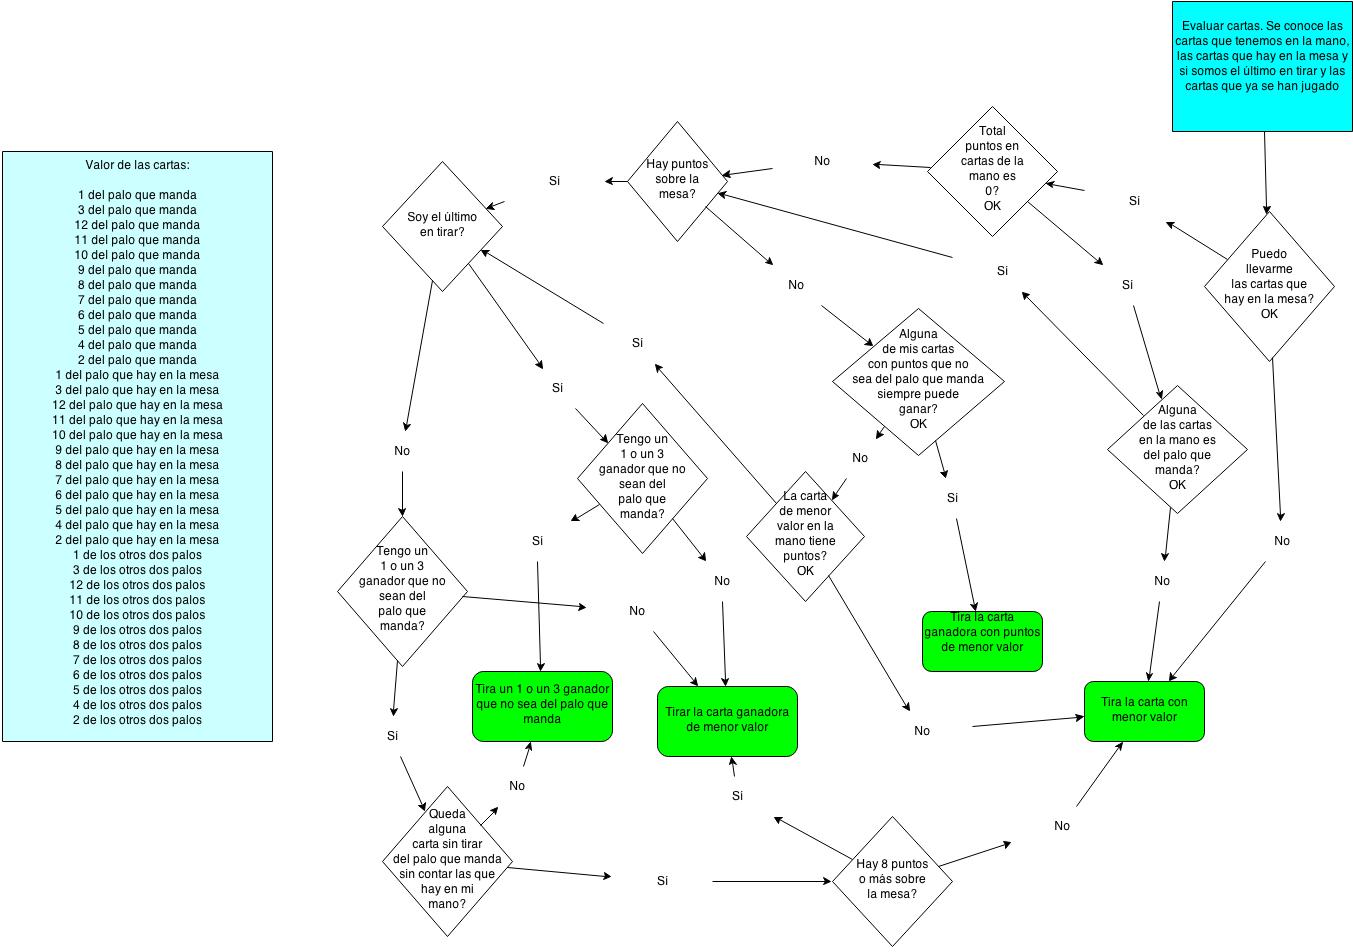 Evaluar cartas. Se conoce las
cartas que tenemos en la mano,
las cartas que hay en la mesa y
si somos el último en tirar y las
cartas que ya se han jugado
Valor de las cartas:
1 del palo que manda
3 del palo que manda
12 del palo que manda
11 del palo que manda
10 del palo que manda
9 del palo que manda
8 del palo que manda
7 del palo que manda
6 del palo que manda
5 del palo que manda
4 del palo que manda
2 del palo que manda
1 del palo que hay en la mesa
3 del palo que hay en la mesa
12 del palo que hay en la mesa
11 del palo que hay en la mesa
10 del palo que hay en la mesa
9 del palo que hay en la mesa
8 del palo que hay en la mesa
7 del palo que hay en la mesa
6 del palo que hay en la mesa
5 del palo que hay en la mesa
4 del palo que hay en la mesa
2 del palo que hay en la mesa
1 de los otros dos palos
3 de los otros dos palos
12 de los otros dos palos
11 de los otros dos palos
10 de los otros dos palos
9 de los otros dos palos
8 de los otros dos palos
7 de los otros dos palos
6 de los otros dos palos
5 de los otros dos palos
4 de los otros dos palos
2 de los otros dos palos
Puedo
llevarme
las cartas que
hay en la mesa?
OK
Si
No
Total
puntos en
cartas de la
mano es
0?
OK
No
Si
Hay puntos
sobre la
mesa?
Si
No
Soy el último
en tirar?
Si
No
Alguna
de las cartas
en la mano es
del palo que
manda?
OK
Si
No
Alguna
de mis cartas
con puntos que no
sea del palo que manda
siempre puede
ganar?
OK
No
Si
La carta
de menor
valor en la
mano tiene
puntos?
OK
Si
No
Tengo un
1 o un 3
ganador que no
sean del
palo que
manda?
Si
No
Tengo un
1 o un 3
ganador que no
sean del
palo que
manda?
No
Si
Tira la carta
ganadora con puntos
de menor valor
Tira un 1 o un 3 ganador
que no sea del palo que
manda
Tirar la carta ganadora
de menor valor
Tira la carta con
menor valor
Queda
alguna
carta sin tirar
del palo que manda
sin contar las que
hay en mi
mano?
No
Si
Hay 8 puntos
o más sobre
la mesa?
Si
No